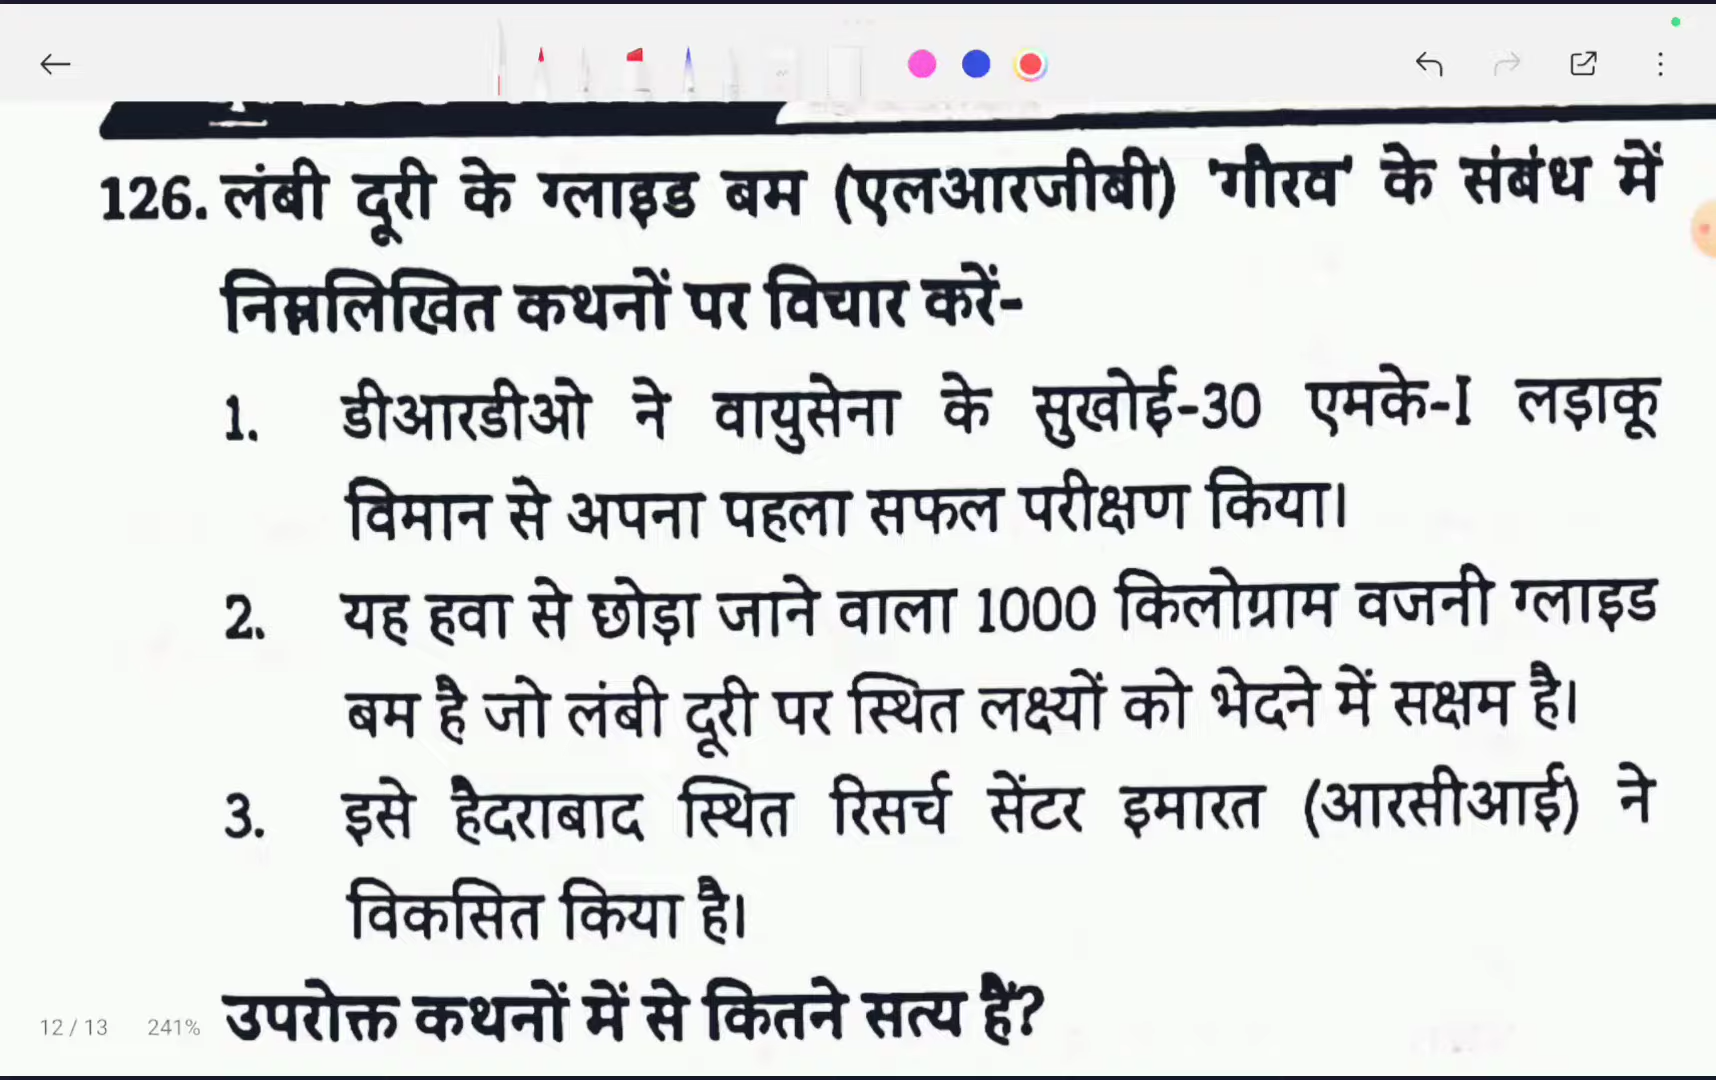 126. लंबी दूरी के ग्लाइड बम (एलआरजीबी) 'गौरव' के संबंध में
निम्नलिखित कथनों पर विचार करें-
1. डीआरडीओ ने वायुसेना के सुखोई-30 एमके-I लड़ाकू
विमान से अपना पहला सफल परीक्षण किया।
2. यह हवा से छोड़ा जाने वाला 1000 किलोग्राम वजनी ग्लाइड
बम है जो लंबी दूरी पर स्थित लक्ष्यों को भेदने में सक्षम है।
3. इसे हैदराबाद स्थित रिसर्च सेंटर इमारत (आरसीआई) ने
विकसित किया है।
उपरोक्त कथनों में से कितने सत्य हैं?
12 / 13 241%